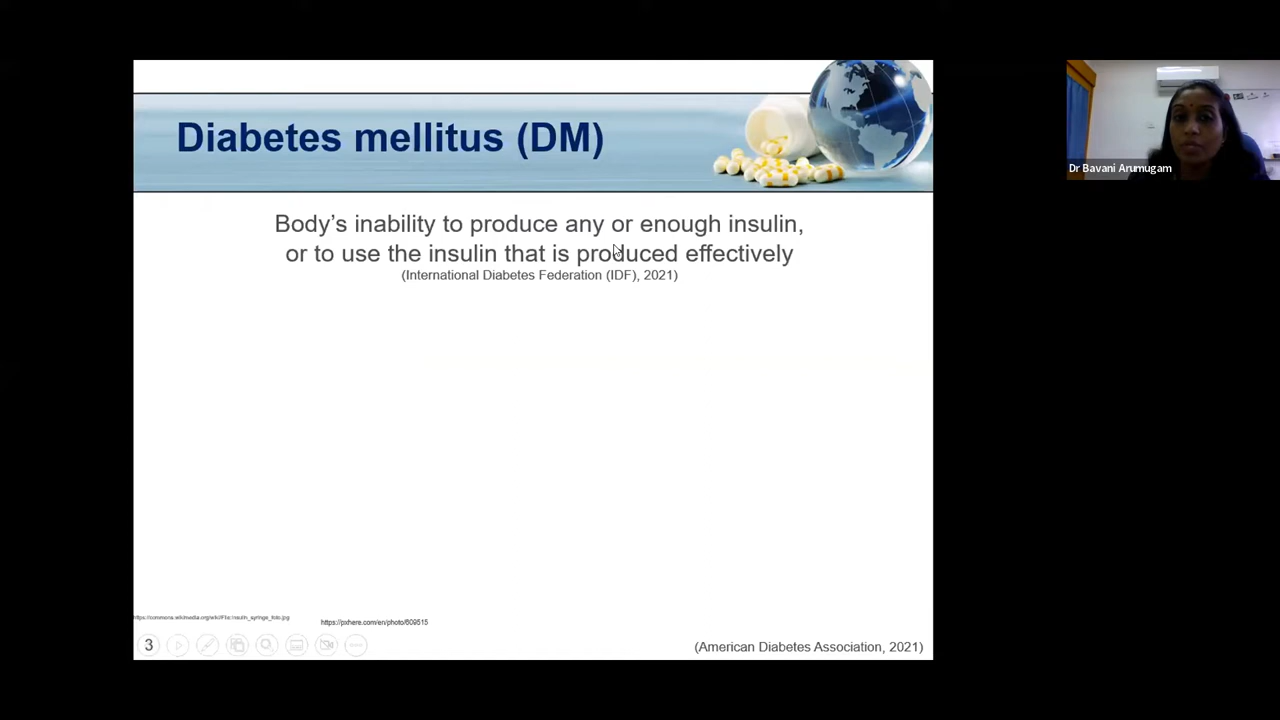 Diabetes mellitus (DM)
Body's inability to produce any or enough insulin,
or to use the insulin that is produced effectively
(International Diabetes Federation (IDF), 2021)
Dr Bavani Arumugam
https://pxhere.com/en/photo/609515
3
(American Diabetes Association, 2021)